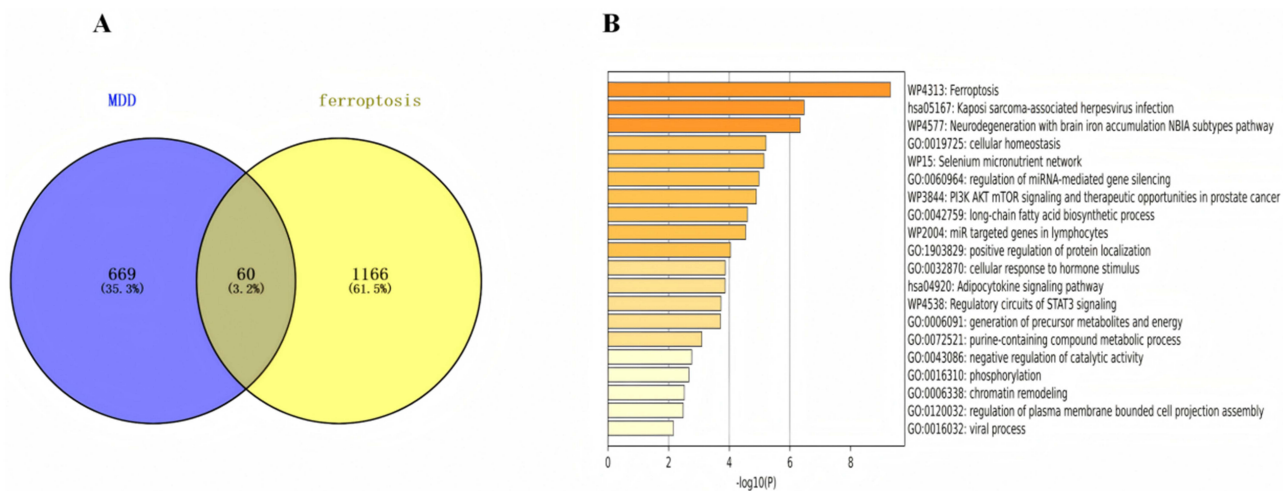 A
B
MDD
ferroptosis
669
(35.3%)
60
(3.2%)
1166
(61.5%)
WP4313: Ferroptosis
hsa05167: Kaposi sarcoma-associated herpesvirus infection
WP4577: Neurodegeneration with brain iron accumulation NBIA subtypes pathway
GO:0019725: cellular homeostasis
WP15: Selenium micronutrient network
GO:0060964: regulation of miRNA-mediated gene silencing
WP3844: PI3K AKT mTOR signaling and therapeutic opportunities in prostate cancer
GO:0042759: long-chain fatty acid biosynthetic process
WP2004: miR targeted genes in lymphocytes
GO:1903829: positive regulation of protein localization
GO:0032870: cellular response to hormone stimulus
hsa04920: Adipocytokine signaling pathway
WP4538: Regulatory circuits of STAT3 signaling
GO:0006091: generation of precursor metabolites and energy
GO:0072521: purine-containing compound metabolic process
GO:0043086: negative regulation of catalytic activity
GO:0016310: phosphorylation
GO:0006338: chromatin remodeling
GO:0120032: regulation of plasma membrane bounded cell projection assembly
GO:0016032: viral process
0 2 4 6 8
-log10(P)